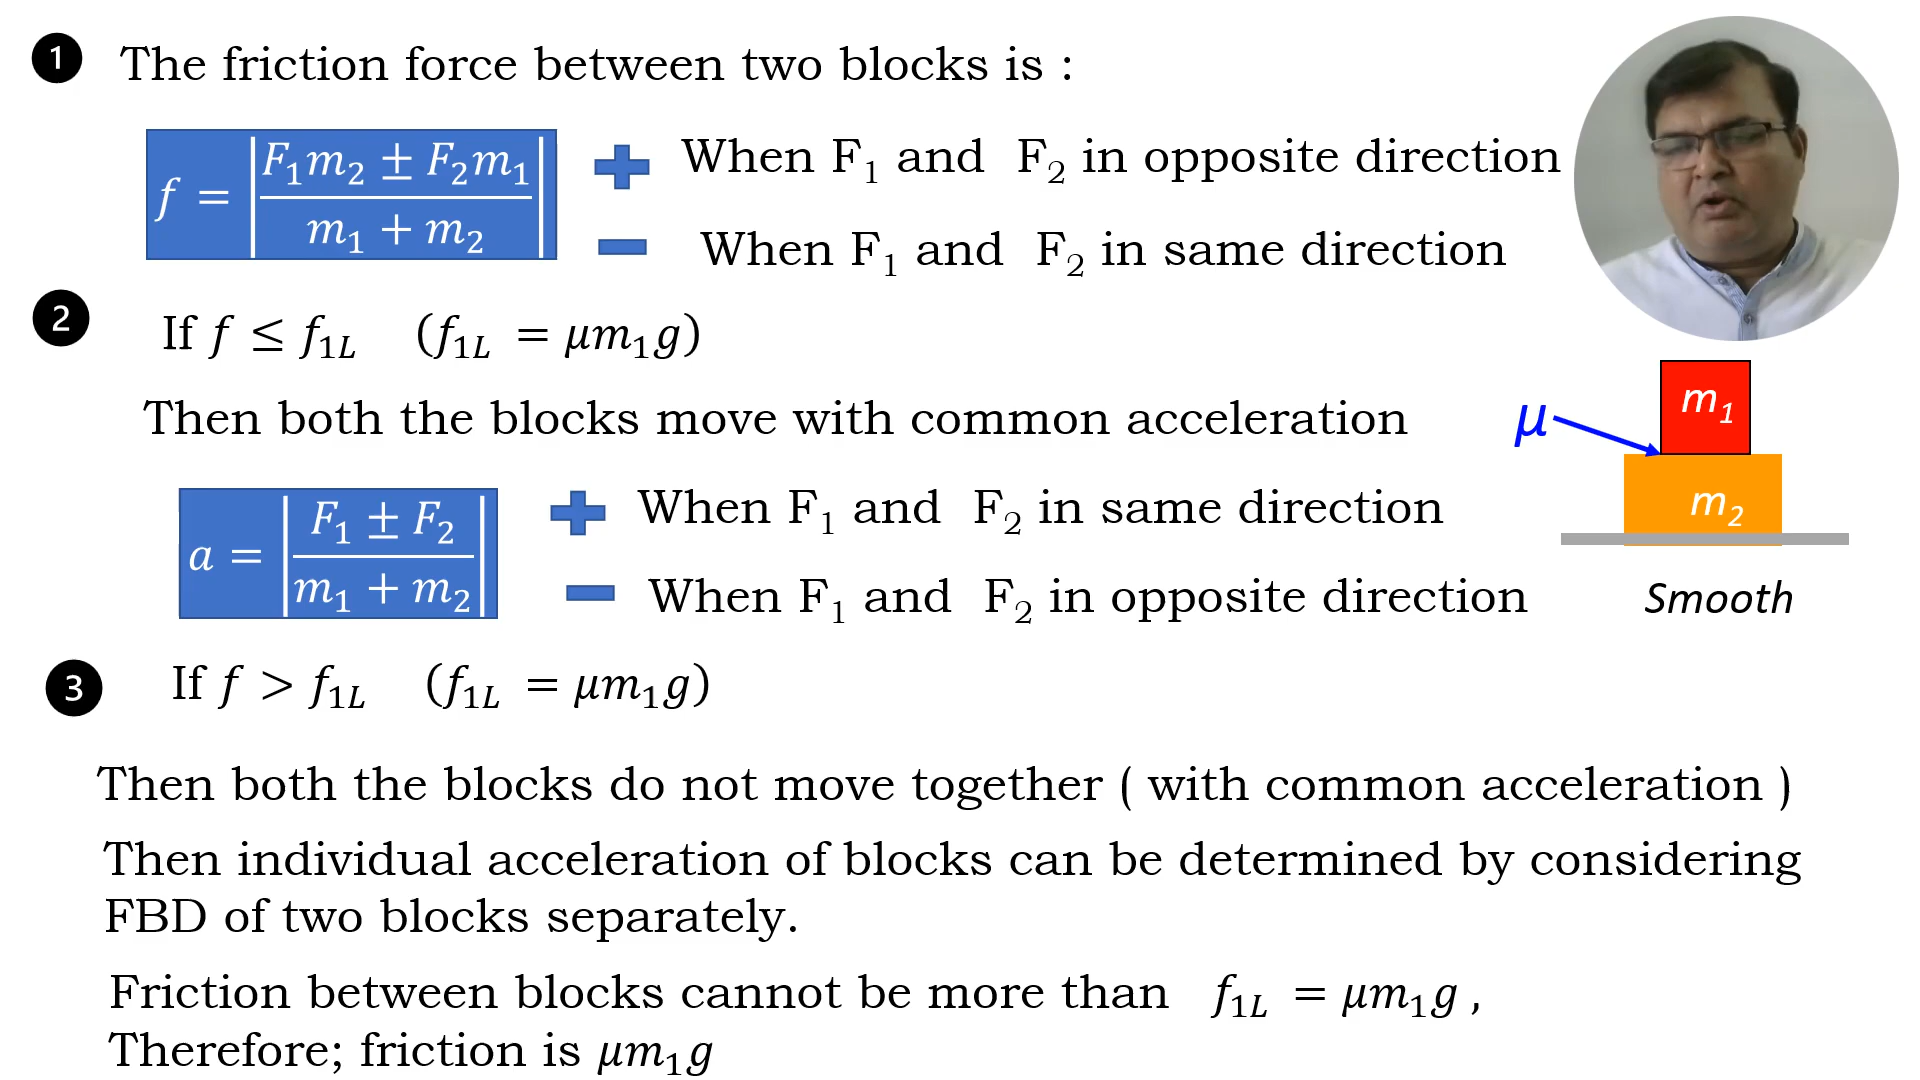 1 The friction force between two blocks is :
f = |F₁m₂ ± F₂m₁ / m₁ + m₂|
+ When F₁ and F₂ in opposite direction
− When F₁ and F₂ in same direction
2 If f ≤ f₁L (f₁L = μm₁g)
Then both the blocks move with common acceleration
a = |F₁ ± F₂ / m₁ + m₂|
+ When F₁ and F₂ in same direction
− When F₁ and F₂ in opposite direction
μ
m₁
m₂
Smooth
3 If f > f₁L (f₁L = μm₁g)
Then both the blocks do not move together ( with common acceleration )
Then individual acceleration of blocks can be determined by considering
FBD of two blocks separately.
Friction between blocks cannot be more than f₁L = μm₁g ,
Therefore; friction is μm₁g